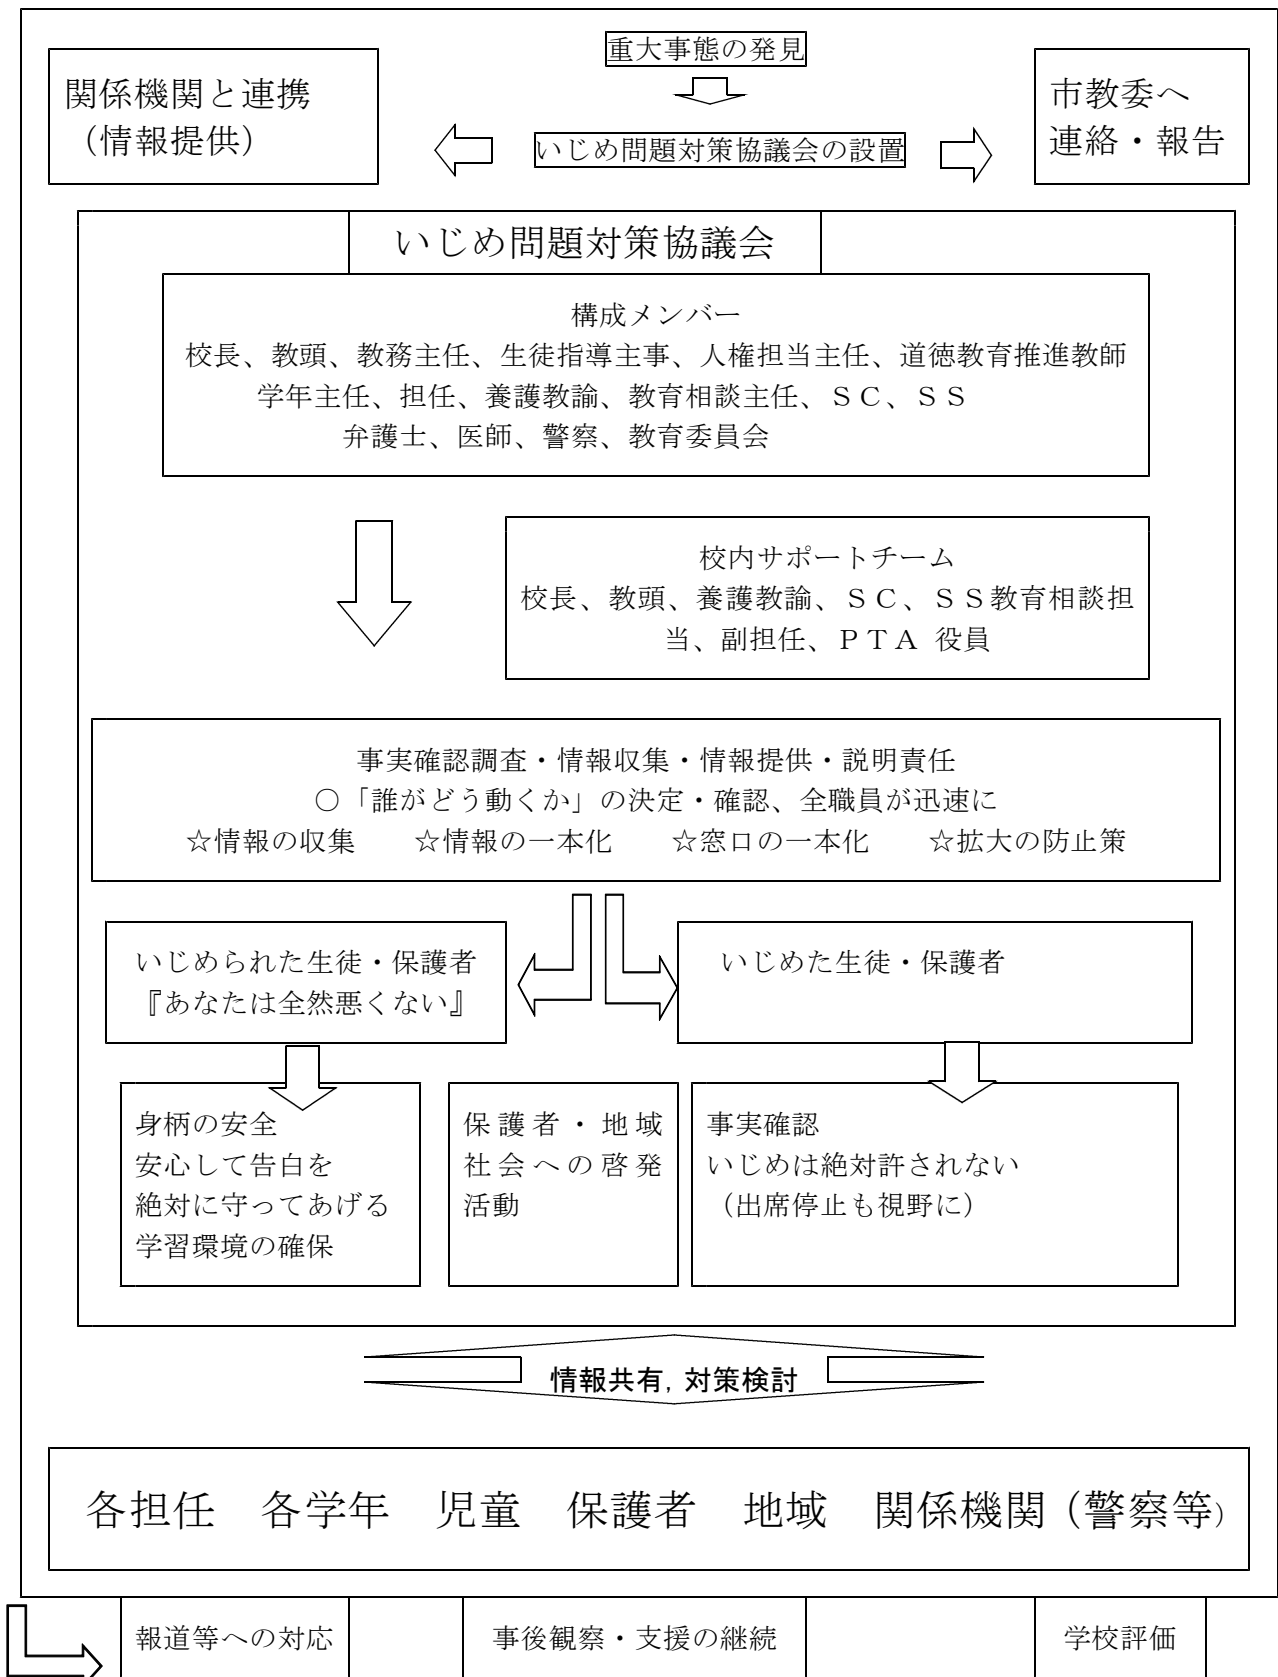 重大事態の発見
関係機関と連携
（情報提供）
いじめ問題対策協議会の設置
市教委へ
連絡・報告
いじめ問題対策協議会
構成メンバー
校長、教頭、教務主任、生徒指導主事、人権担当主任、道徳教育推進教師
学年主任、担任、養護教諭、教育相談主任、ＳＣ、ＳＳ
弁護士、医師、警察、教育委員会
校内サポートチーム
校長、教頭、養護教諭、ＳＣ、ＳＳ教育相談担
当、副担任、ＰＴＡ 役員
事実確認調査・情報収集・情報提供・説明責任
○「誰がどう動くか」の決定・確認、全職員が迅速に
☆情報の収集　　☆情報の一本化　　☆窓口の一本化　　☆拡大の防止策
いじめられた生徒・保護者
『あなたは全然悪くない』
いじめた生徒・保護者
身柄の安全
安心して告白を
絶対に守ってあげる
学習環境の確保
保護者・地域
社会への啓発
活動
事実確認
いじめは絶対許されない
（出席停止も視野に）
情報共有，対策検討
各担任　各学年　児童　保護者　地域　関係機関（警察等）
報道等への対応
事後観察・支援の継続
学校評価